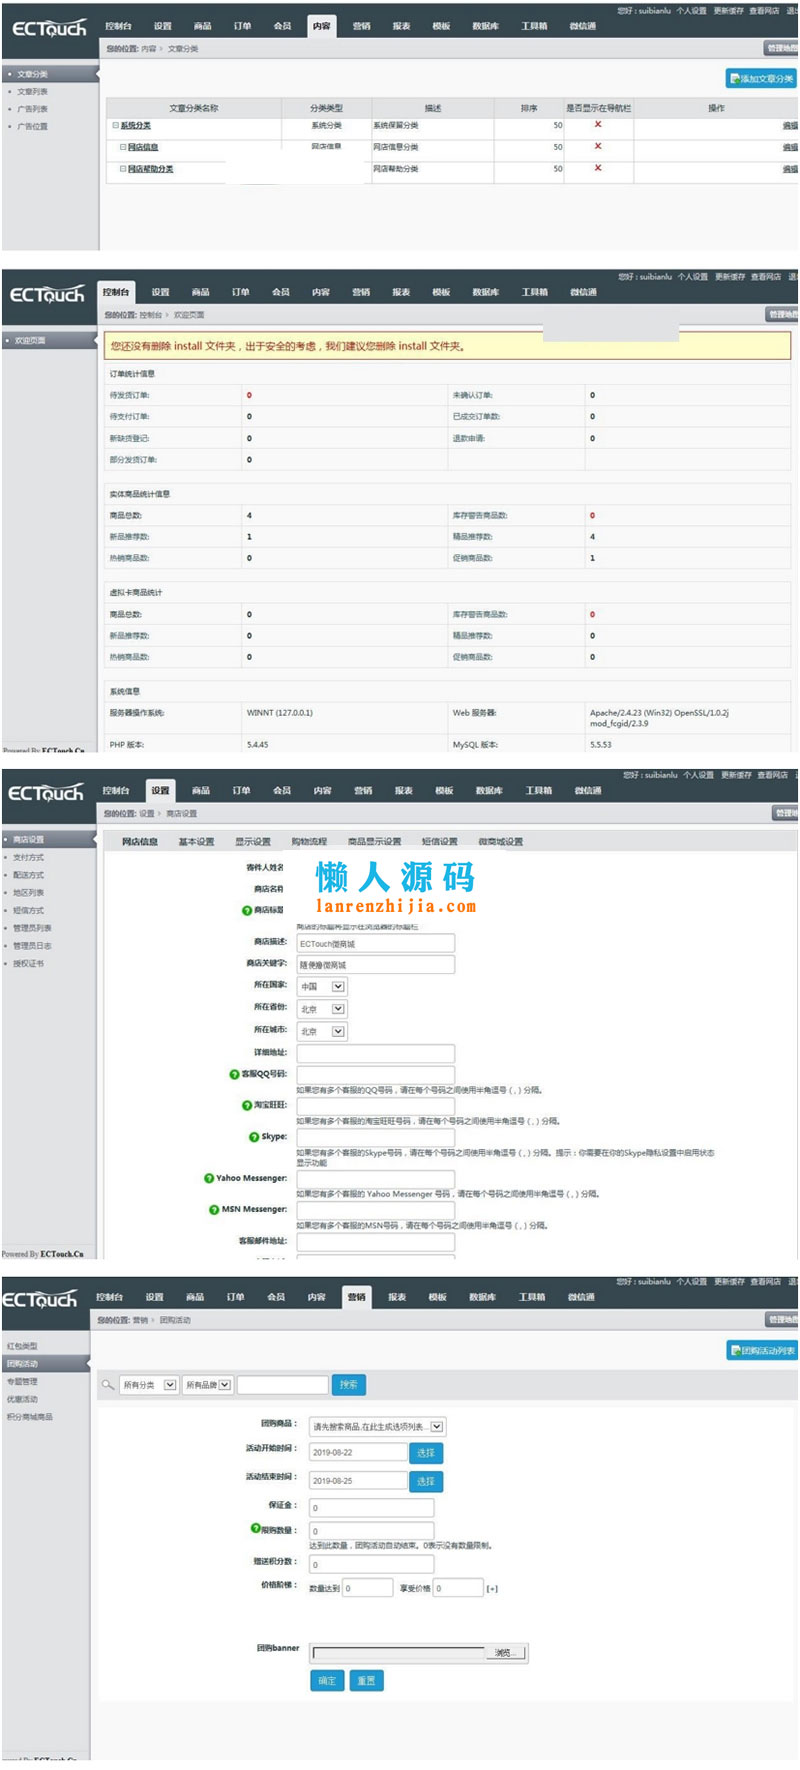 您好：suibianlu 个人设置 更新缓存 查看网店
ECTouch
控制台 设置 商品 订单 会员 内容 营销 报表 模板 数据库 工具箱 微信通
您的位置: 内容 > 文章分类
管理地图
文章分类
文章列表
广告列表
广告位置
添加文章分类
文章分类名称 分类类型 描述 排序 是否显示在导航栏 操作
系统分类 系统分类 系统保留分类 50 X 编辑
网店信息 网店信息 网店信息分类 50 X 编辑
网店帮助分类 网店帮助分类 50 X 编辑
您好：suibianlu 个人设置 更新缓存 查看网店
ECTouch
控制台 设置 商品 订单 会员 内容 营销 报表 模板 数据库 工具箱 微信通
您的位置: 控制台 > 欢迎页面
管理地图
欢迎页面
您还没有删除 install 文件夹，出于安全的考虑，我们建议您删除 install 文件夹。
订单统计信息
待发货订单: 0 未确认订单: 0
待支付订单: 0 已成交订单数: 0
新缺货登记: 0 退款申请: 0
部分发货订单: 0
实体商品统计信息
商品总数: 4 库存警告商品数: 0
新品推荐数: 1 精品推荐数: 4
热销商品数: 0 促销商品数: 1
虚拟卡商品统计
商品总数: 0 库存警告商品数: 0
新品推荐数: 0 精品推荐数: 0
热销商品数: 0 促销商品数: 0
系统信息
服务器操作系统: WINNT (127.0.0.1) Web 服务器: Apache/2.4.23 (Win32) OpenSSL/1.0.2j
mod_fcgid/2.3.9
PHP 版本: 5.4.45 MySQL 版本: 5.5.53
Powered By ECTouch.Cn
您好：suibianlu 个人设置 更新缓存 查看网店
ECTouch
控制台 设置 商品 订单 会员 内容 营销 报表 模板 数据库 工具箱 微信通
您的位置: 设置 > 商店设置
管理地
商店设置
支付方式
配送方式
地区列表
短信方式
管理员列表
管理员日志
授权证书
网店信息 基本设置 显示设置 购物流程 商品显示设置 短信设置 微商城设置
寄件人姓名
商店名称
商店标题
懒人源码
lanrenzhijia.com
商店的标题将显示在浏览器的标题栏
商店描述: ECTouch微商城
商店关键字: 随便撸微商城
所在国家: 中国
所在省份: 北京
所在城市: 北京
详细地址:
客服QQ号码:
如果您有多个客服的QQ号码，请在每个号码之间使用半角逗号（,）分隔。
淘宝旺旺:
如果您有多个客服的淘宝旺旺号码，请在每个号码之间使用半角逗号（,）分隔。
Skype:
如果您有多个客服的Skype号码，请在每个号码之间使用半角逗号（,）分隔。提示：你需要在你的Skype隐私设置中启用状态
显示功能
Yahoo Messenger:
如果您有多个客服的 Yahoo Messenger 号码，请在每个号码之间使用半角逗号（,）分隔。
MSN Messenger:
如果您有多个客服的MSN号码，请在每个号码之间使用半角逗号（,）分隔。
客服邮件地址:
Powered By ECTouch.Cn
您好：suibianlu 个人设置 更新缓存 查看网店
ECTouch
控制台 设置 商品 订单 会员 内容 营销 报表 模板 数据库 工具箱 微信通
您的位置: 营销 > 团购活动
管理地图
红包类型
团购活动
专题管理
优惠活动
积分商城商品
团购活动列表
所有分类 所有品牌 搜索
团购商品： 请先搜索商品,在此生成选项列表...
活动开始时间： 2019-08-22 选择
活动结束时间： 2019-08-25 选择
保证金： 0
限购数量： 0
达到此数量，团购活动自动结束。0表示没有数量限制。
赠送积分数： 0
价格阶梯： 数量达到 0 享受价格 0 [+]
团购banner 浏览...
确定 重置